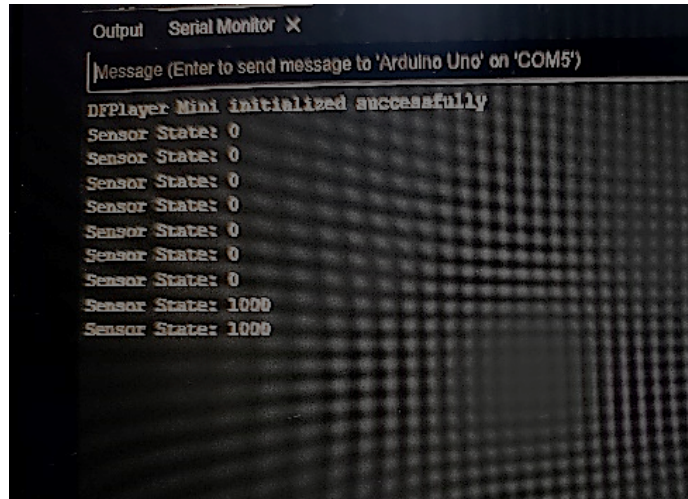 Output Serial Monitor X
Message (Enter to send message to 'Arduino Uno' on 'COM5')
DFPlayer Mini initialized successfully
Sensor State: 0
Sensor State: 0
Sensor State: 0
Sensor State: 0
Sensor State: 0
Sensor State: 0
Sensor State: 0
Sensor State: 1000
Sensor State: 1000